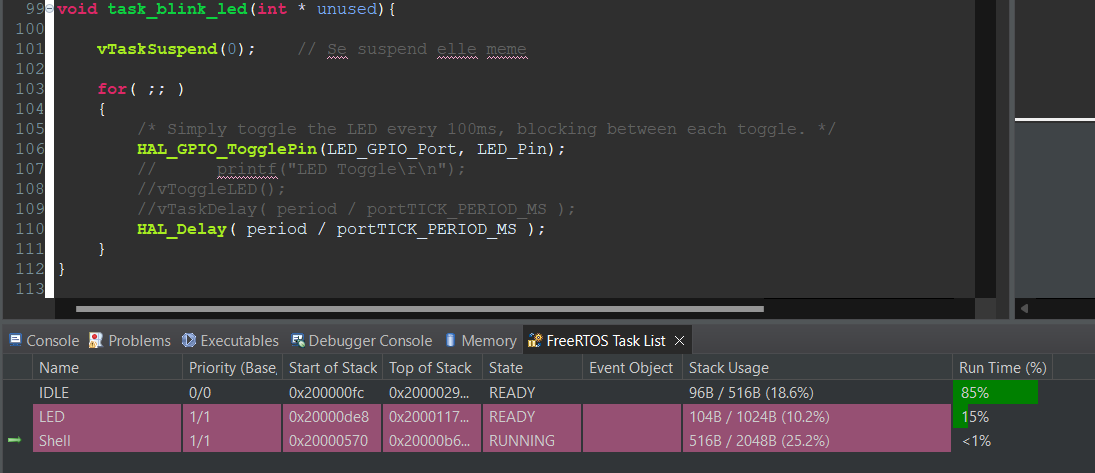 99 void task_blink_led(int * unused){
100
101 vTaskSuspend(0); // Se suspend elle meme
102
103 for( ;; )
104 {
105 /* Simply toggle the LED every 100ms, blocking between each toggle. */
106 HAL_GPIO_TogglePin(LED_GPIO_Port, LED_Pin);
107 // printf("LED Toggle\r\n");
108 //vToggleLED();
109 //vTaskDelay( period / portTICK_PERIOD_MS );
110 HAL_Delay( period / portTICK_PERIOD_MS );
111 }
112 }
113
Console Problems Executables Debugger Console Memory FreeRTOS Task List
Name Priority (Base, Start of Stack Top of Stack State Event Object Stack Usage Run Time (%)
IDLE 0/0 0x200000fc 0x2000029... READY 96B / 516B (18.6%) 85%
LED 1/1 0x20000de8 0x2000117... READY 104B / 1024B (10.2%) 15%
Shell 1/1 0x20000570 0x20000b6... RUNNING 516B / 2048B (25.2%) <1%